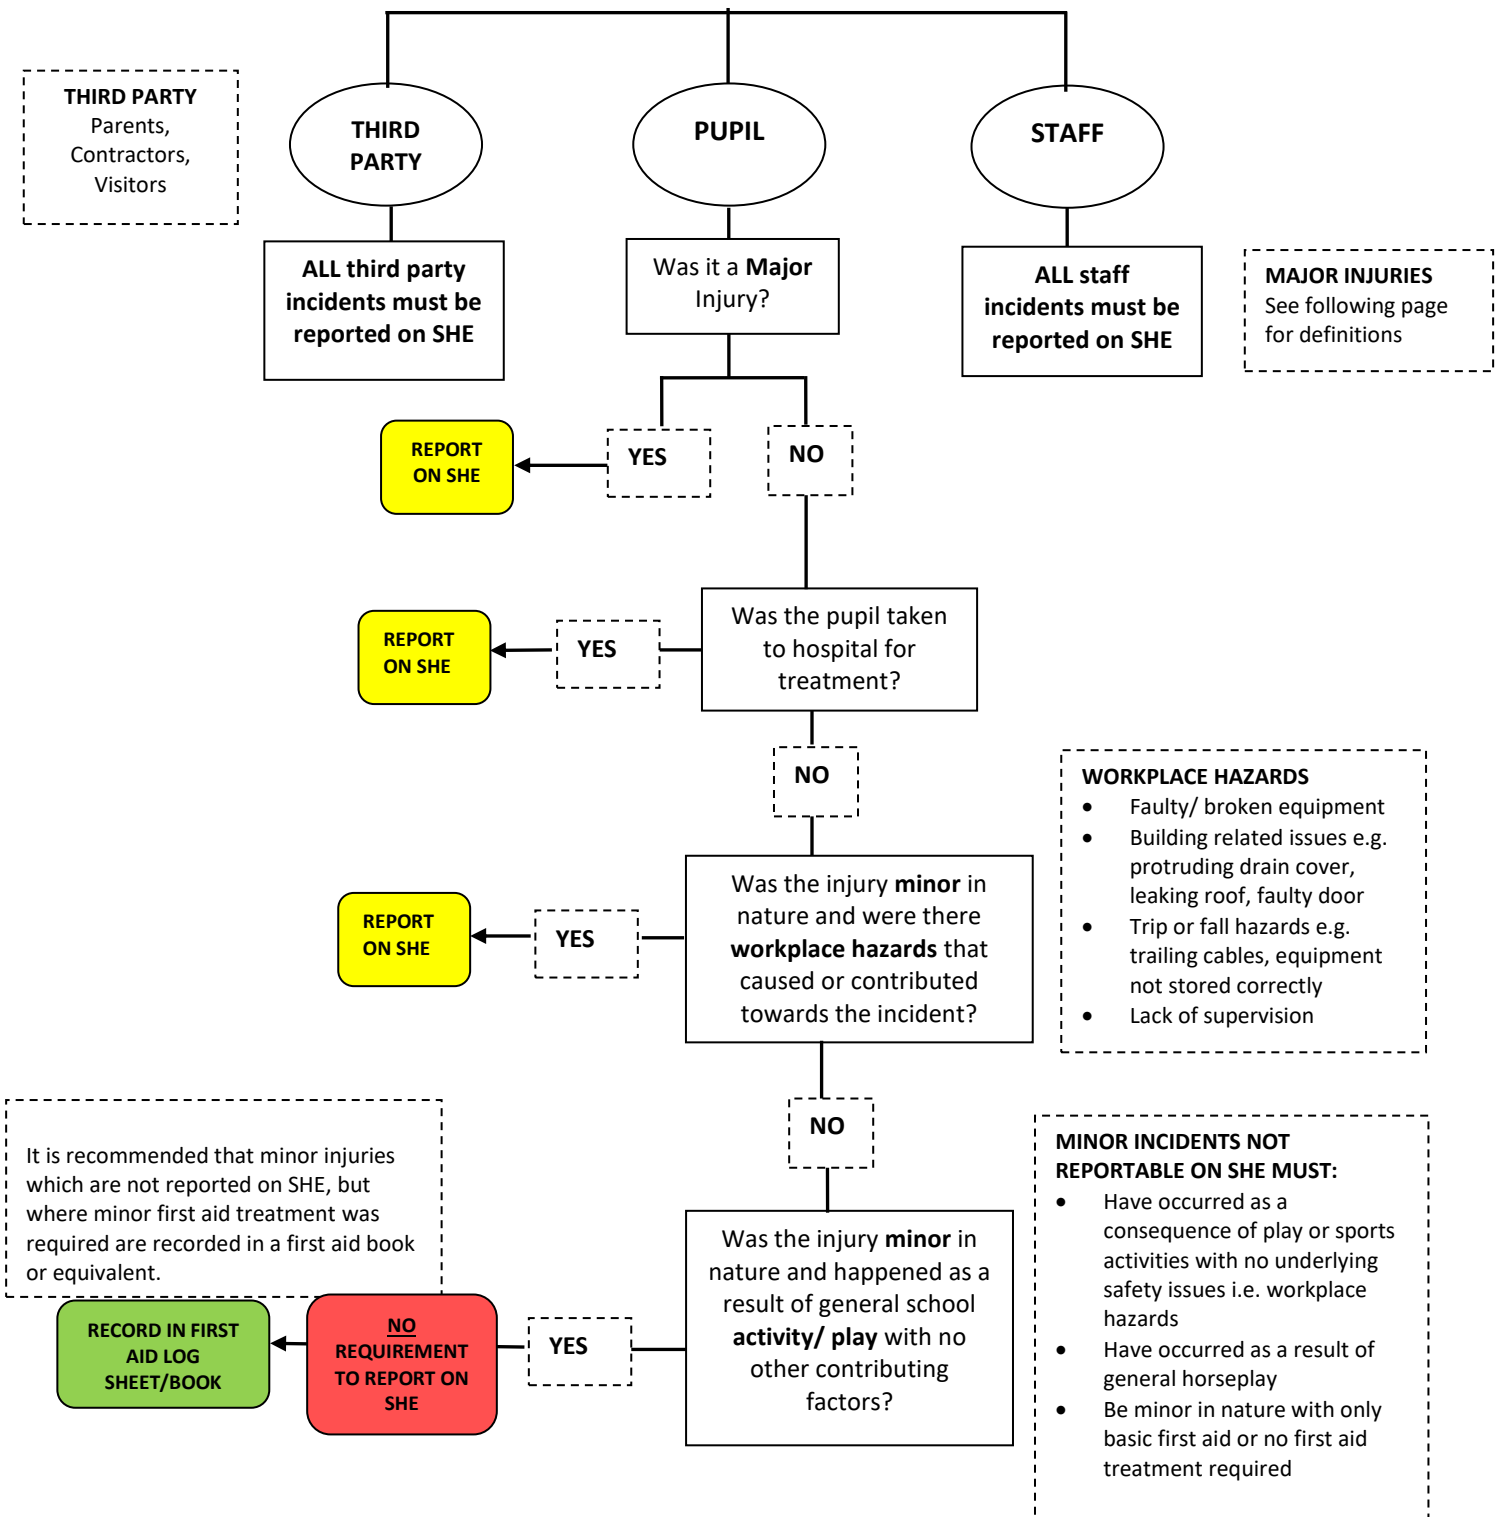 THIRD PARTY
Parents,
Contractors,
Visitors
THIRD
PARTY
PUPIL
STAFF
ALL third party
incidents must be
reported on SHE
Was it a Major
Injury?
ALL staff
incidents must be
reported on SHE
MAJOR INJURIES
See following page
for definitions
REPORT
ON SHE
YES
NO
REPORT
ON SHE
YES
Was the pupil taken
to hospital for
treatment?
NO
WORKPLACE HAZARDS
• Faulty/ broken equipment
• Building related issues e.g.
protruding drain cover,
leaking roof, faulty door
• Trip or fall hazards e.g.
trailing cables, equipment
not stored correctly
• Lack of supervision
REPORT
ON SHE
YES
Was the injury minor in
nature and were there
workplace hazards that
caused or contributed
towards the incident?
NO
It is recommended that minor injuries
which are not reported on SHE, but
where minor first aid treatment was
required are recorded in a first aid book
or equivalent.
MINOR INCIDENTS NOT
REPORTABLE ON SHE MUST:
• Have occurred as a
consequence of play or sports
activities with no underlying
safety issues i.e. workplace
hazards
• Have occurred as a result of
general horseplay
• Be minor in nature with only
basic first aid or no first aid
treatment required
RECORD IN FIRST
AID LOG
SHEET/BOOK
NO
REQUIREMENT
TO REPORT ON
SHE
YES
Was the injury minor in
nature and happened as a
result of general school
activity/ play with no
other contributing
factors?